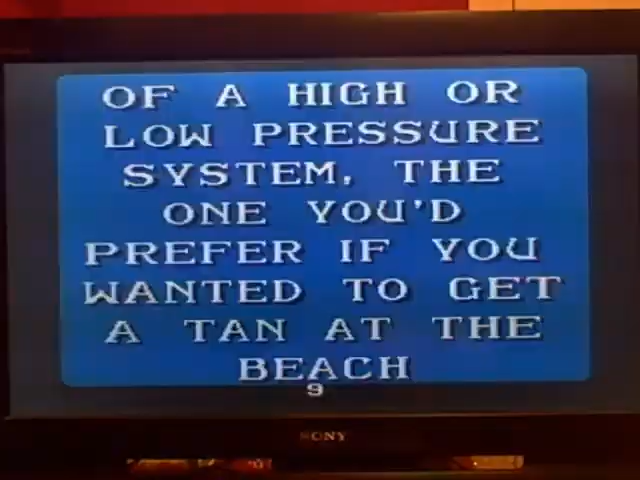 OF A HIGH OR
LOW PRESSURE
SYSTEM, THE
ONE YOU'D
PREFER IF YOU
WANTED TO GET
A TAN AT THE
BEACH
9
SONY